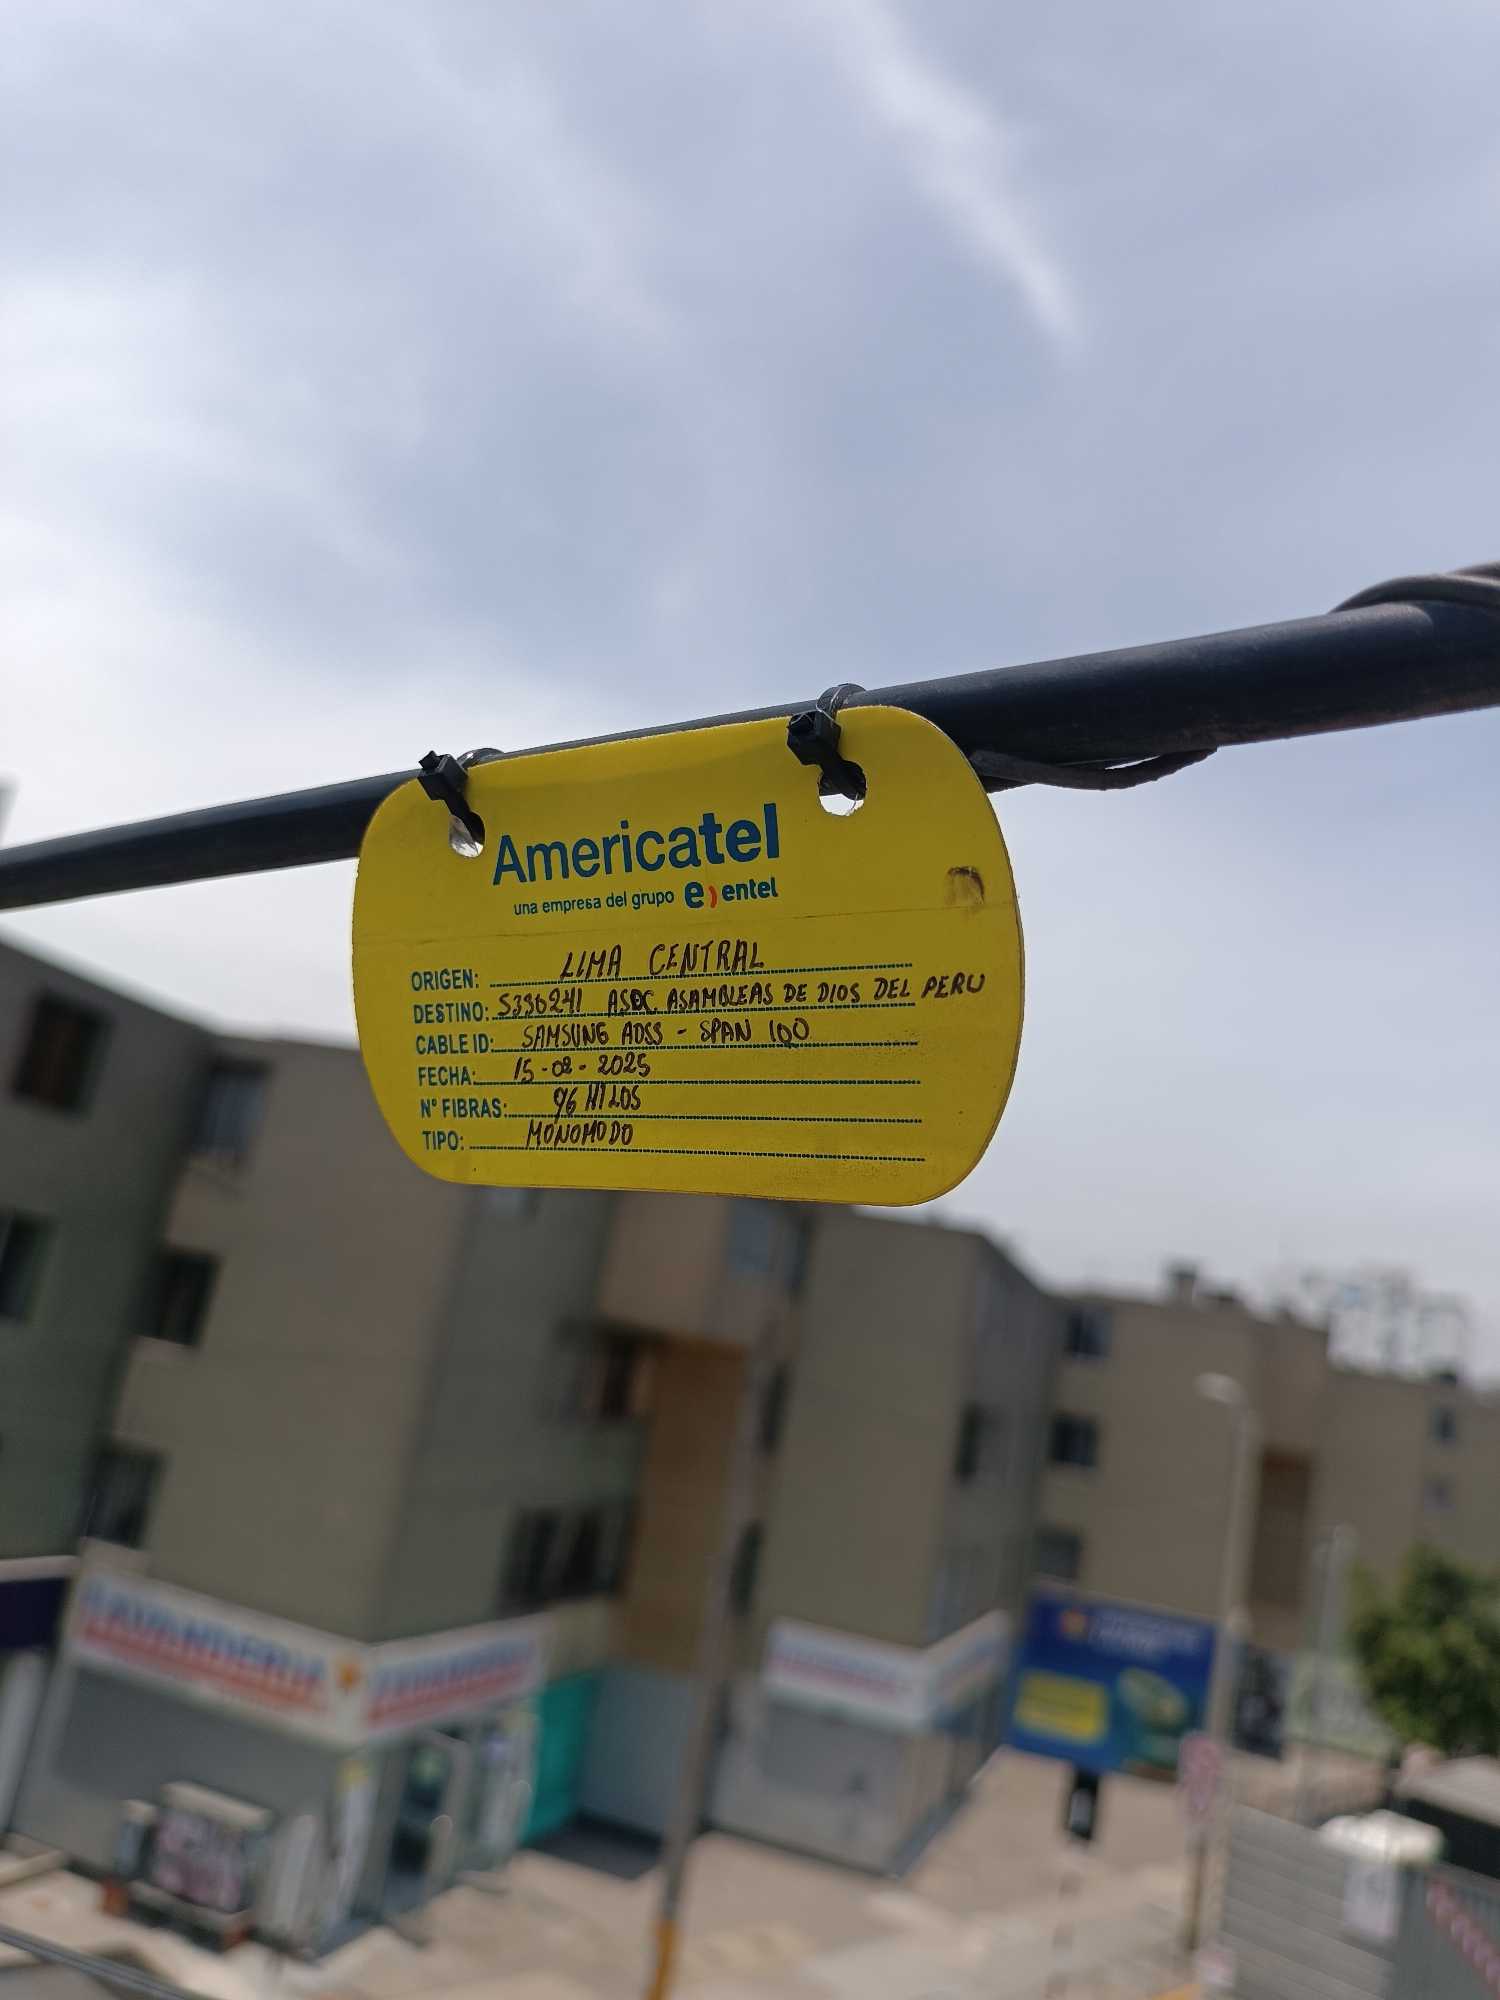 Americatel
una empresa del grupo e) entel
ORIGEN: LIMA CENTRAL
DESTINO: S330241 ASOC. ASAMBLEAS DE DIOS DEL PERU
CABLE ID: SAMSUNG ADSS - SPAN 100
FECHA: 15-02-2025
N° FIBRAS: 96 HILOS
TIPO: MONOMODO
LAVANDERIA